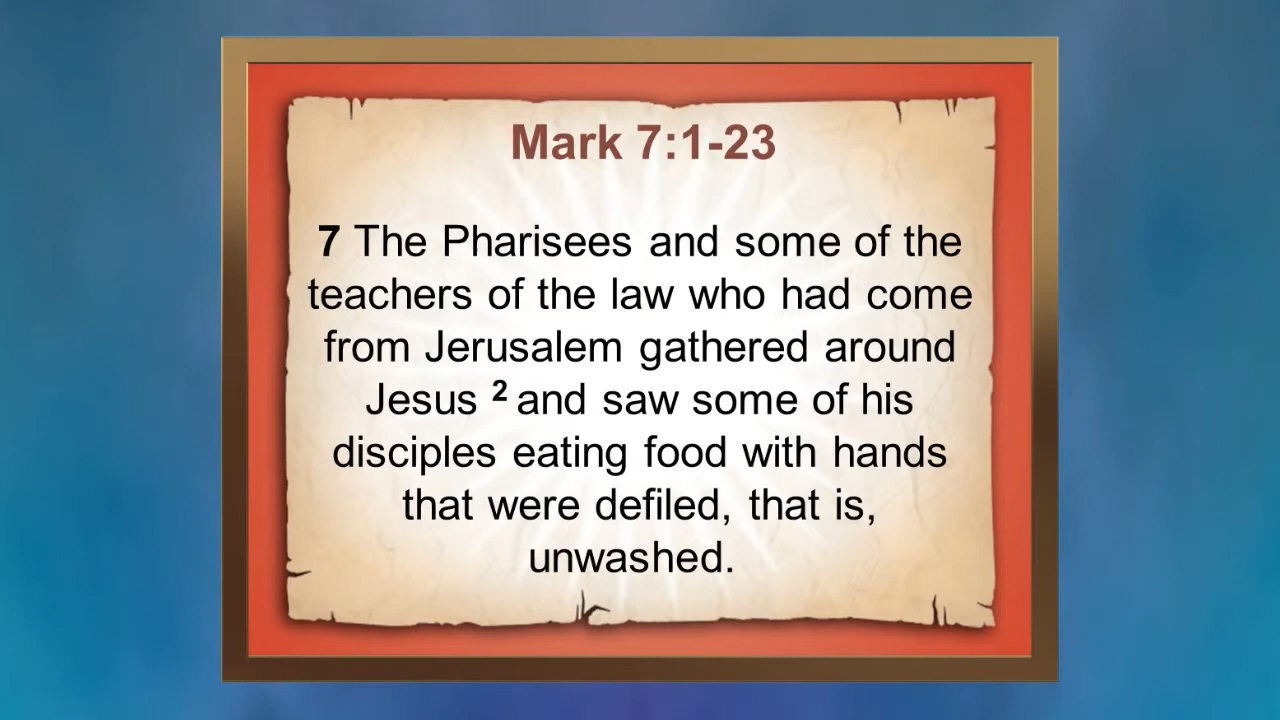 Mark 7:1-23
7 The Pharisees and some of the
teachers of the law who had come
from Jerusalem gathered around
Jesus 2 and saw some of his
disciples eating food with hands
that were defiled, that is,
unwashed.